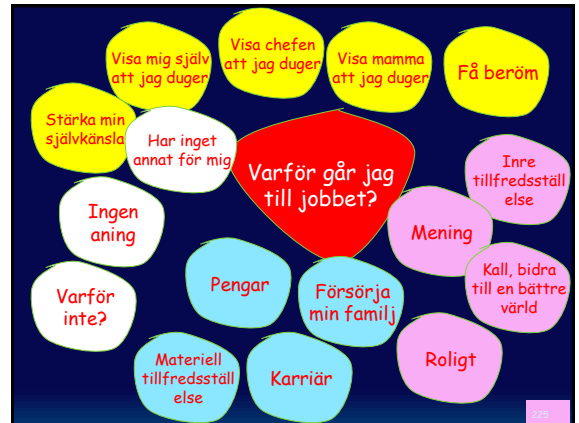 Visa mig själv
att jag duger
Visa chefen
att jag duger
Visa mamma
att jag duger
Få beröm
Stärka min
självkänsla
Har inget
annat för mig
Varför går jag
till jobbet?
Inre
tillfredsställ
else
Mening
Ingen
aning
Kall, bidra
till en bättre
värld
Pengar
Försörja
min familj
Varför
inte?
Roligt
Materiell
tillfredsställ
else
Karriär
225